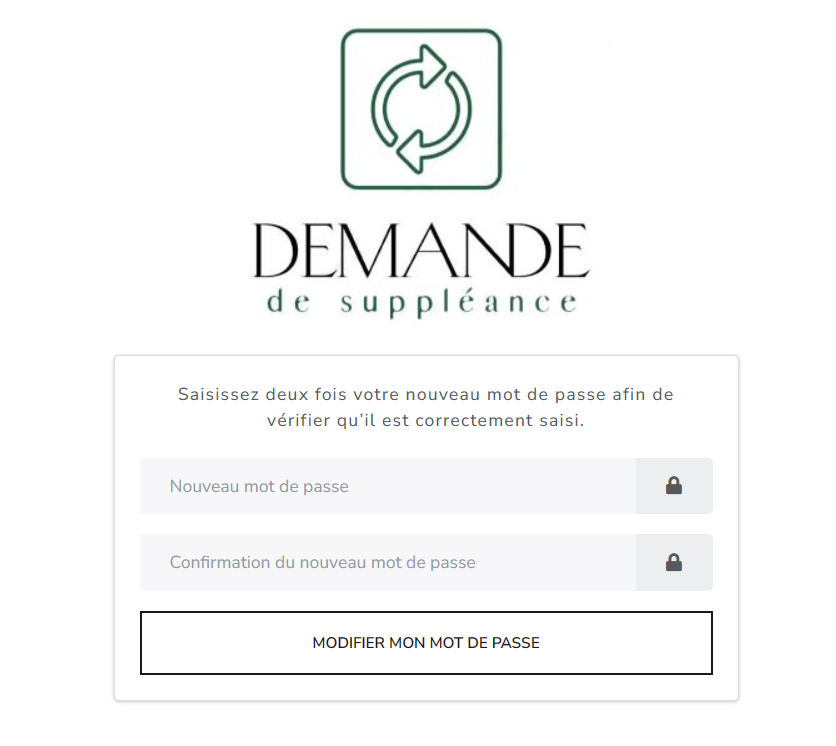 DEMANDE
de suppléance
Saisissez deux fois votre nouveau mot de passe afin de
vérifier qu'il est correctement saisi.
Nouveau mot de passe
Confirmation du nouveau mot de passe
MODIFIER MON MOT DE PASSE